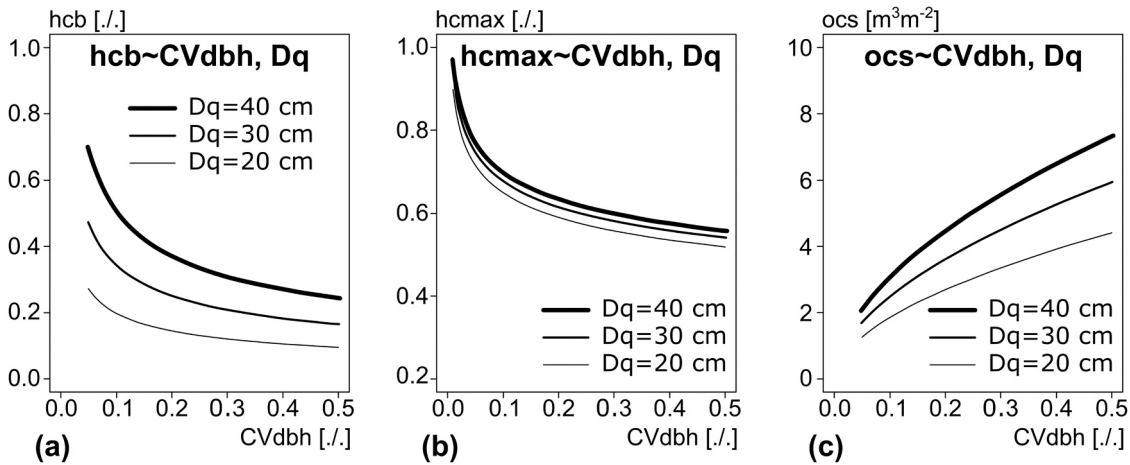 hcb [./.]
hcb~CVdbh, Dq
1.0
0.8
0.6
0.4
0.2
0.0
Dq=40 cm
Dq=30 cm
Dq=20 cm
0.0 0.1 0.2 0.3 0.4 0.5
CVdbh [./.]
(a)
hcmax [./.]
hcmax~CVdbh, Dq
1.0
0.8
0.6
0.4
0.2
Dq=40 cm
Dq=30 cm
Dq=20 cm
0.0 0.1 0.2 0.3 0.4 0.5
CVdbh [./.]
(b)
ocs [m³m⁻²]
ocs~CVdbh, Dq
10
8
6
4
2
0
Dq=40 cm
Dq=30 cm
Dq=20 cm
0.0 0.1 0.2 0.3 0.4 0.5
CVdbh [./.]
(c)